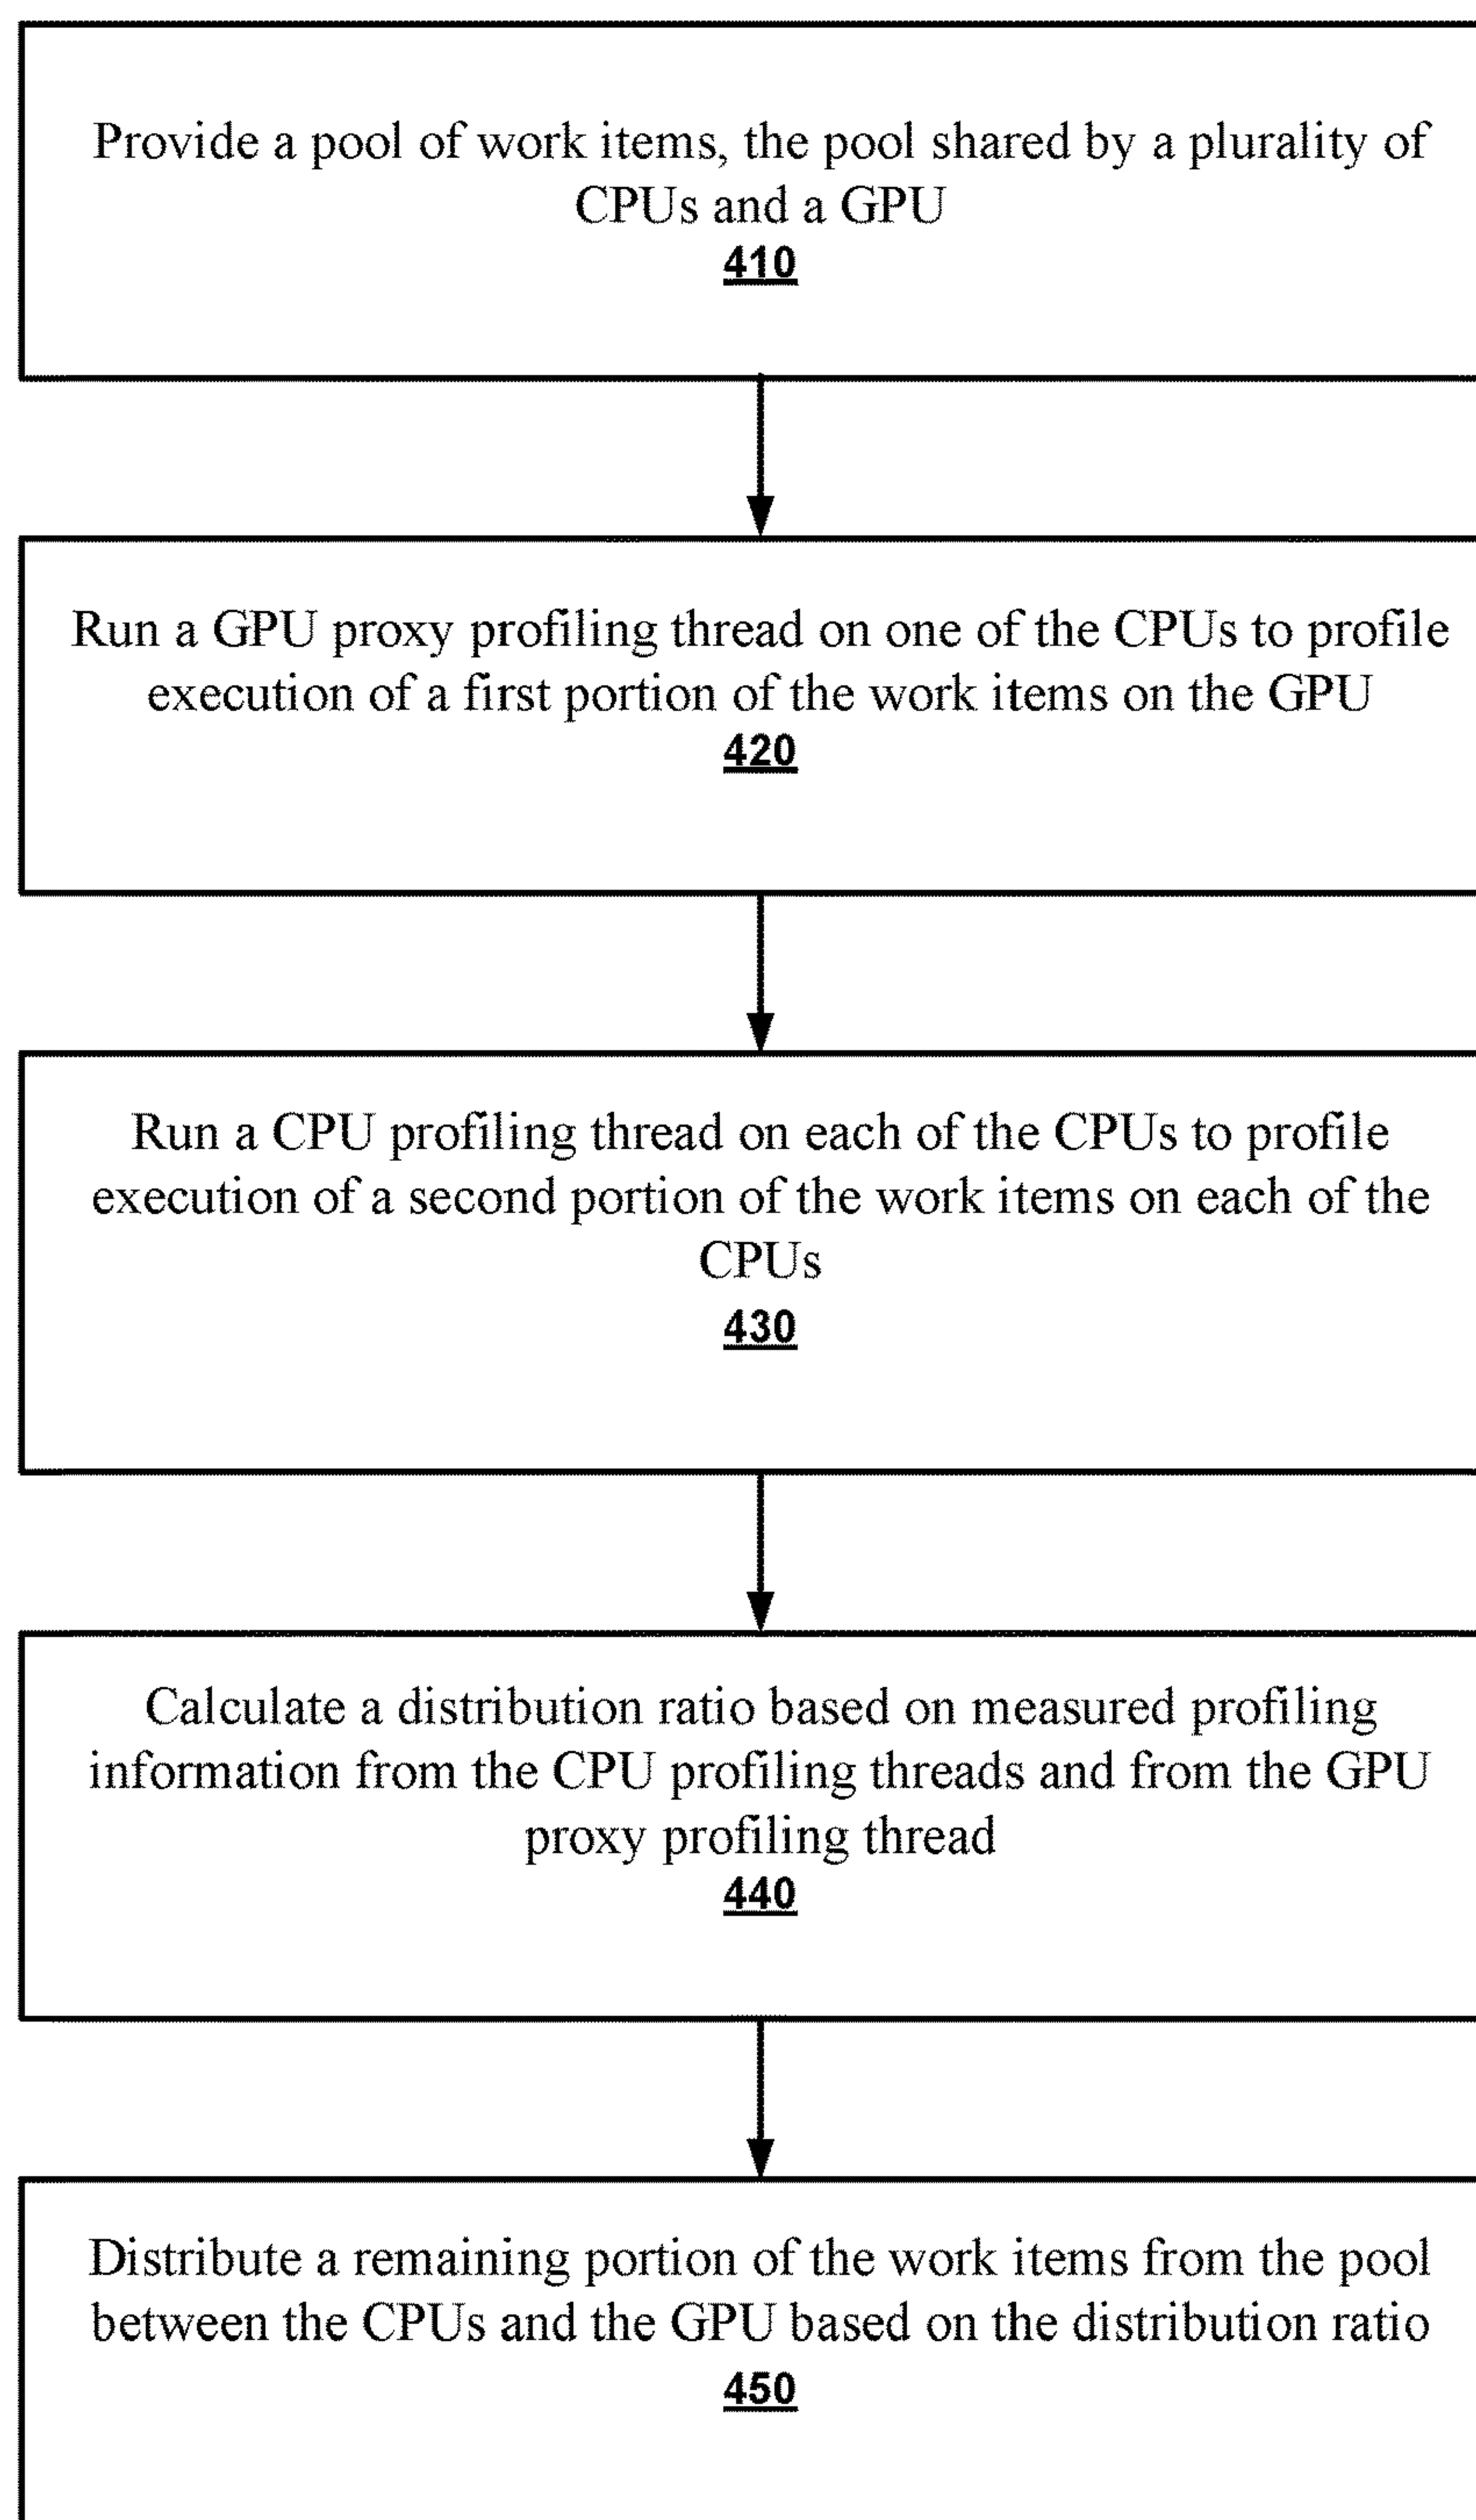 Provide a pool of work items, the pool shared by a plurality of
CPUs and a GPU
410
Run a GPU proxy profiling thread on one of the CPUs to profile
execution of a first portion of the work items on the GPU
420
Run a CPU profiling thread on each of the CPUs to profile
execution of a second portion of the work items on each of the
CPUs
430
Calculate a distribution ratio based on measured profiling
information from the CPU profiling threads and from the GPU
proxy profiling thread
440
Distribute a remaining portion of the work items from the pool
between the CPUs and the GPU based on the distribution ratio
450